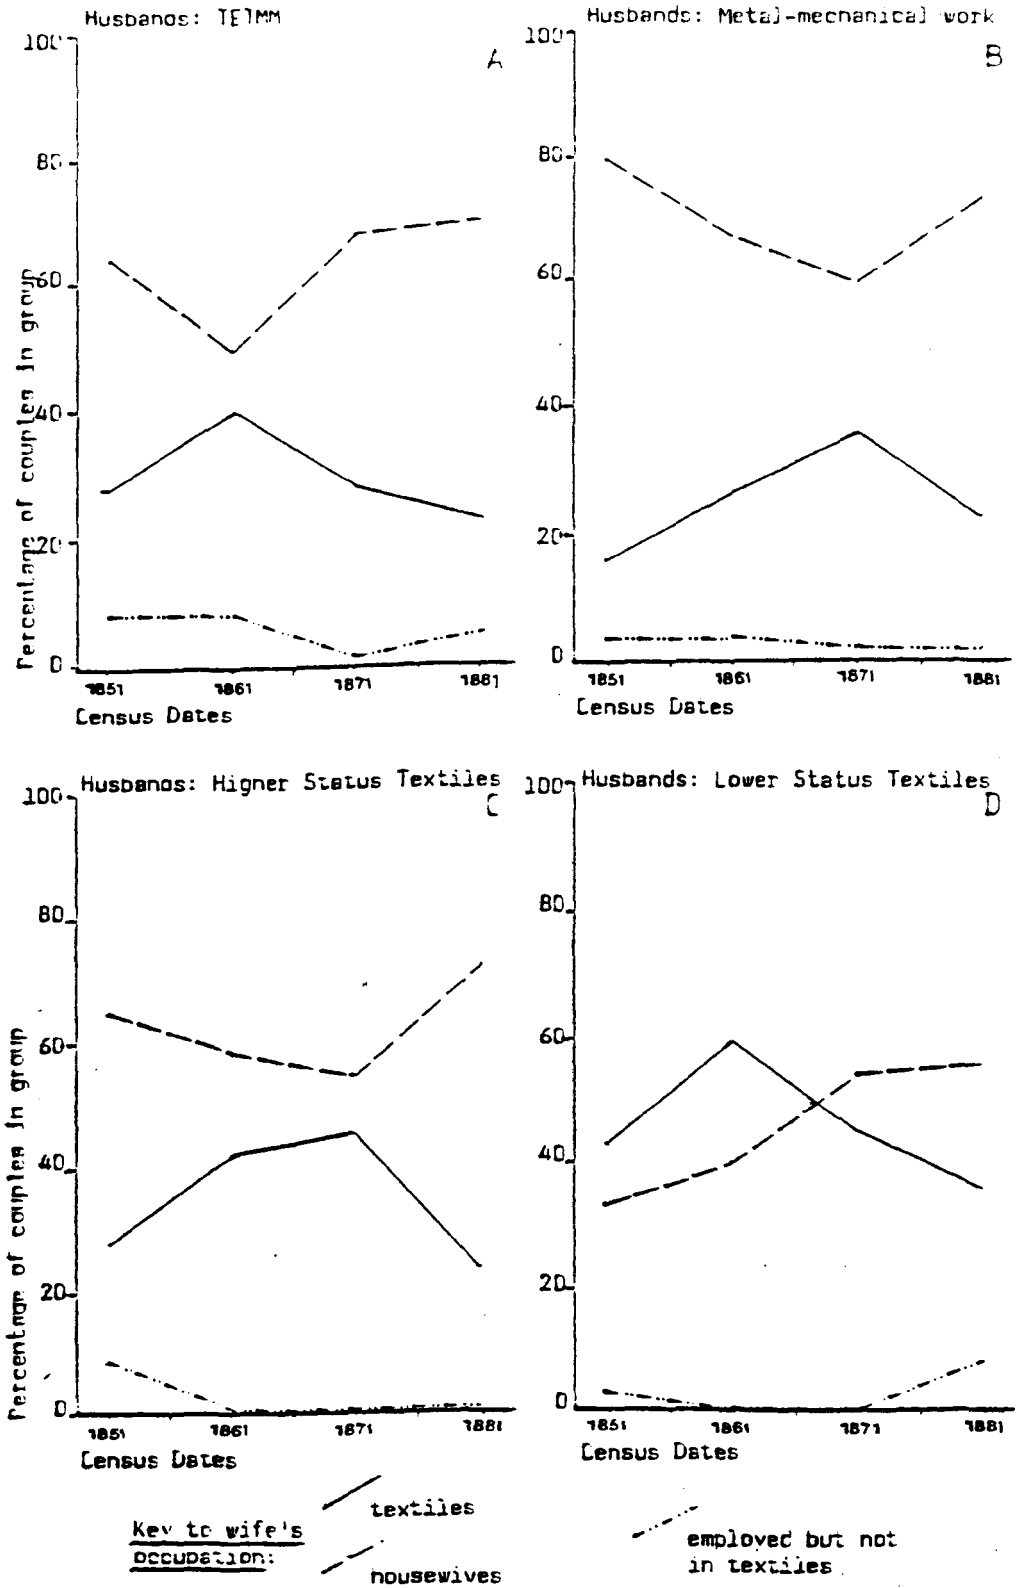 Husbands: TETMM
A
100
80
60
40
20
0
Percentage of couples in group
1851 1861 1871 1881
Census Dates
Husbands: Metal-mechanical work
B
100
80
60
40
20
0
1851 1861 1871 1881
Census Dates
Husbands: Higher Status Textiles
C
100
80
60
40
20
0
Percentage of couples in group
1851 1861 1871 1881
Census Dates
Husbands: Lower Status Textiles
D
100
80
60
40
20
0
1851 1861 1871 1881
Census Dates
Key to wife's
occupation:
textiles
housewives
employed but not
in textiles